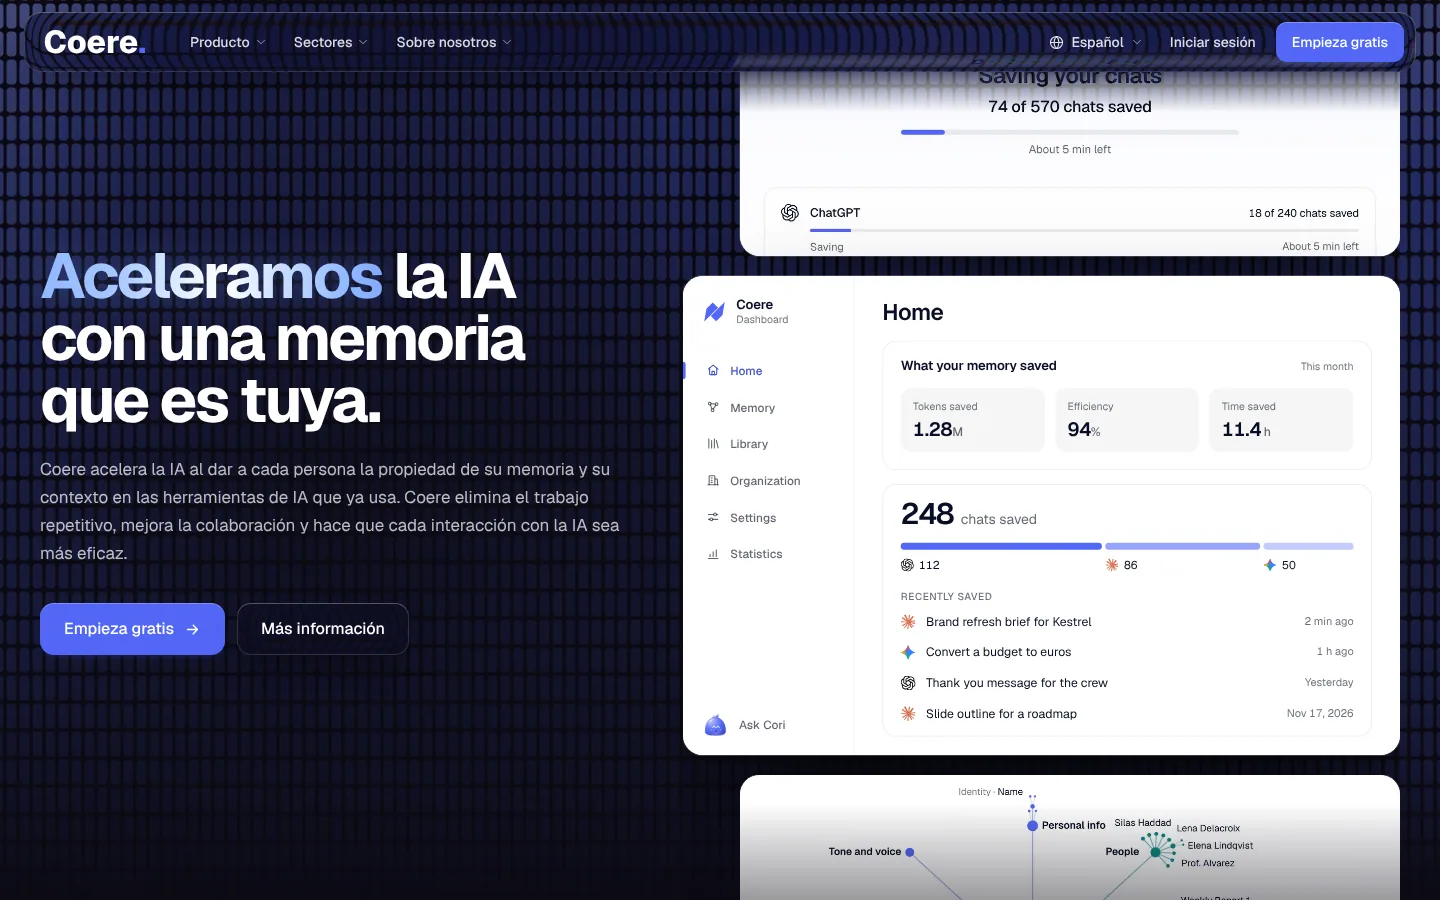 Coere.
Producto
Sectores
Sobre nosotros
Español
Iniciar sesión
Empieza gratis
Aceleramos la IA
con una memoria
que es tuya.
Coere acelera la IA al dar a cada persona la propiedad de su memoria y su
contexto en las herramientas de IA que ya usa. Coere elimina el trabajo
repetitivo, mejora la colaboración y hace que cada interacción con la IA sea
más eficaz.
Empieza gratis →
Más información
Saving your chats
74 of 570 chats saved
About 5 min left
ChatGPT
18 of 240 chats saved
Saving
About 5 min left
Coere
Dashboard
Home
Memory
Library
Organization
Settings
Statistics
Ask Cori
Home
What your memory saved
This month
Tokens saved
1.28M
Efficiency
94%
Time saved
11.4 h
248 chats saved
112
86
50
RECENTLY SAVED
Brand refresh brief for Kestrel
2 min ago
Convert a budget to euros
1 h ago
Thank you message for the crew
Yesterday
Slide outline for a roadmap
Nov 17, 2026
Identity · Name
Personal info
Tone and voice
People
Silas Haddad
Lena Delacroix
Elena Lindqvist
Prof. Alvarez